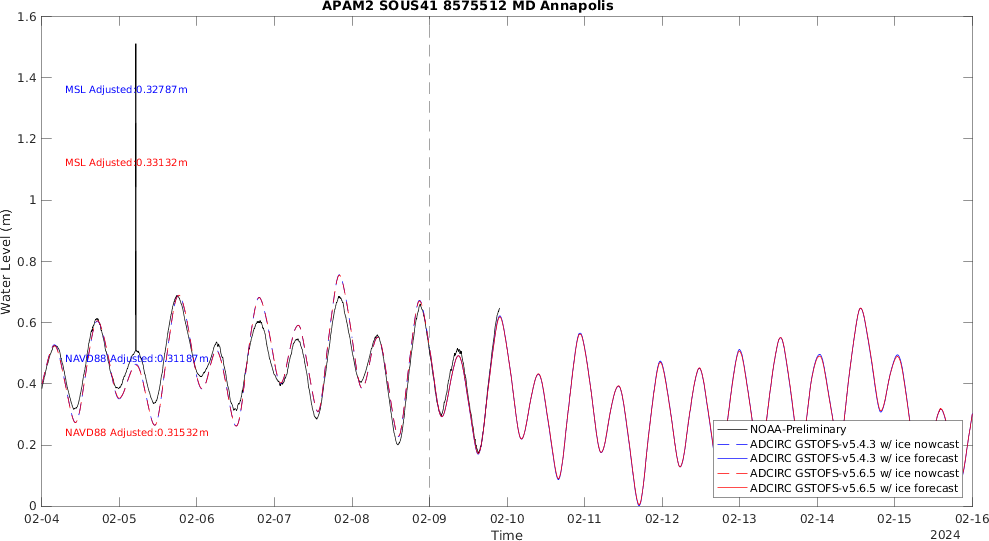 APAM2 SOUS41 8575512 MD Annapolis
1.6
1.4
MSL Adjusted:0.32787m
1.2
MSL Adjusted:0.33132m
1
0.8
Water Level (m)
0.6
NAVD88 Adjusted:0.31187m
0.4
NAVD88 Adjusted:0.31532m
0.2
0
NOAA-Preliminary
ADCIRC GSTOFS-v5.4.3 w/ ice nowcast
ADCIRC GSTOFS-v5.4.3 w/ ice forecast
ADCIRC GSTOFS-v5.6.5 w/ ice nowcast
ADCIRC GSTOFS-v5.6.5 w/ ice forecast
02-04 02-05 02-06 02-07 02-08 02-09 02-10 02-11 02-12 02-13 02-14 02-15 02-16
Time
2024